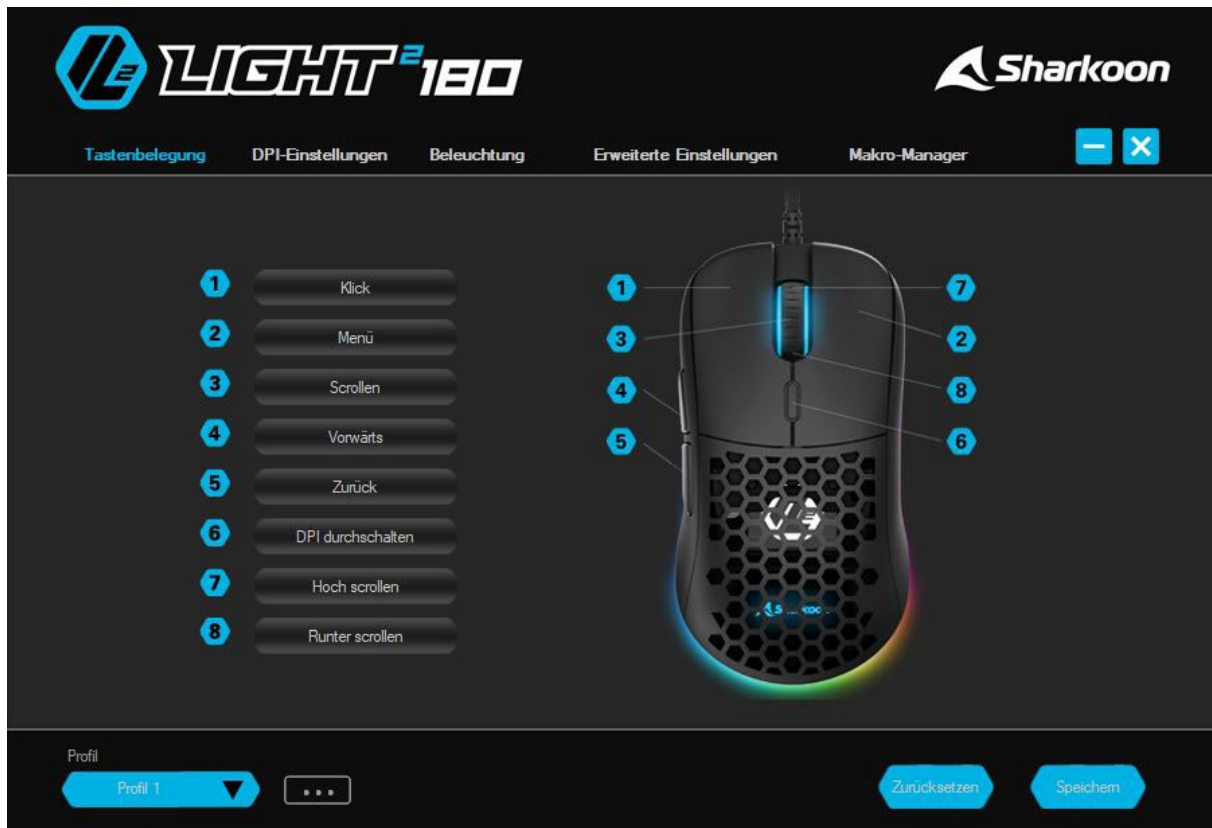 LIGHT²180
Sharkoon
Tastenbelegung DPI-Einstellungen Beleuchtung Erweiterte Einstellungen Makro-Manager
1 Klick
2 Menü
3 Scrollen
4 Vorwärts
5 Zurück
6 DPI durchschalten
7 Hoch scrollen
8 Runter scrollen
1 7
3 2
4 8
5 6
Profil
Profil 1 ...
Zurücksetzen Speichern